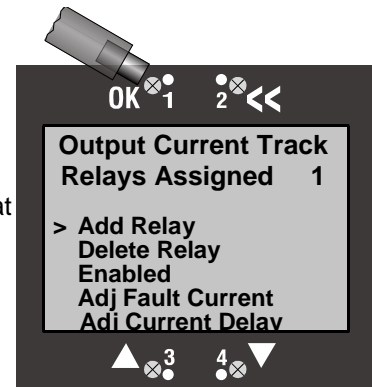 OK 1 2 <<
Output Current Track
Relays Assigned 1
at
> Add Relay
Delete Relay
Enabled
Adj Fault Current
Adj Current Delay
3 4